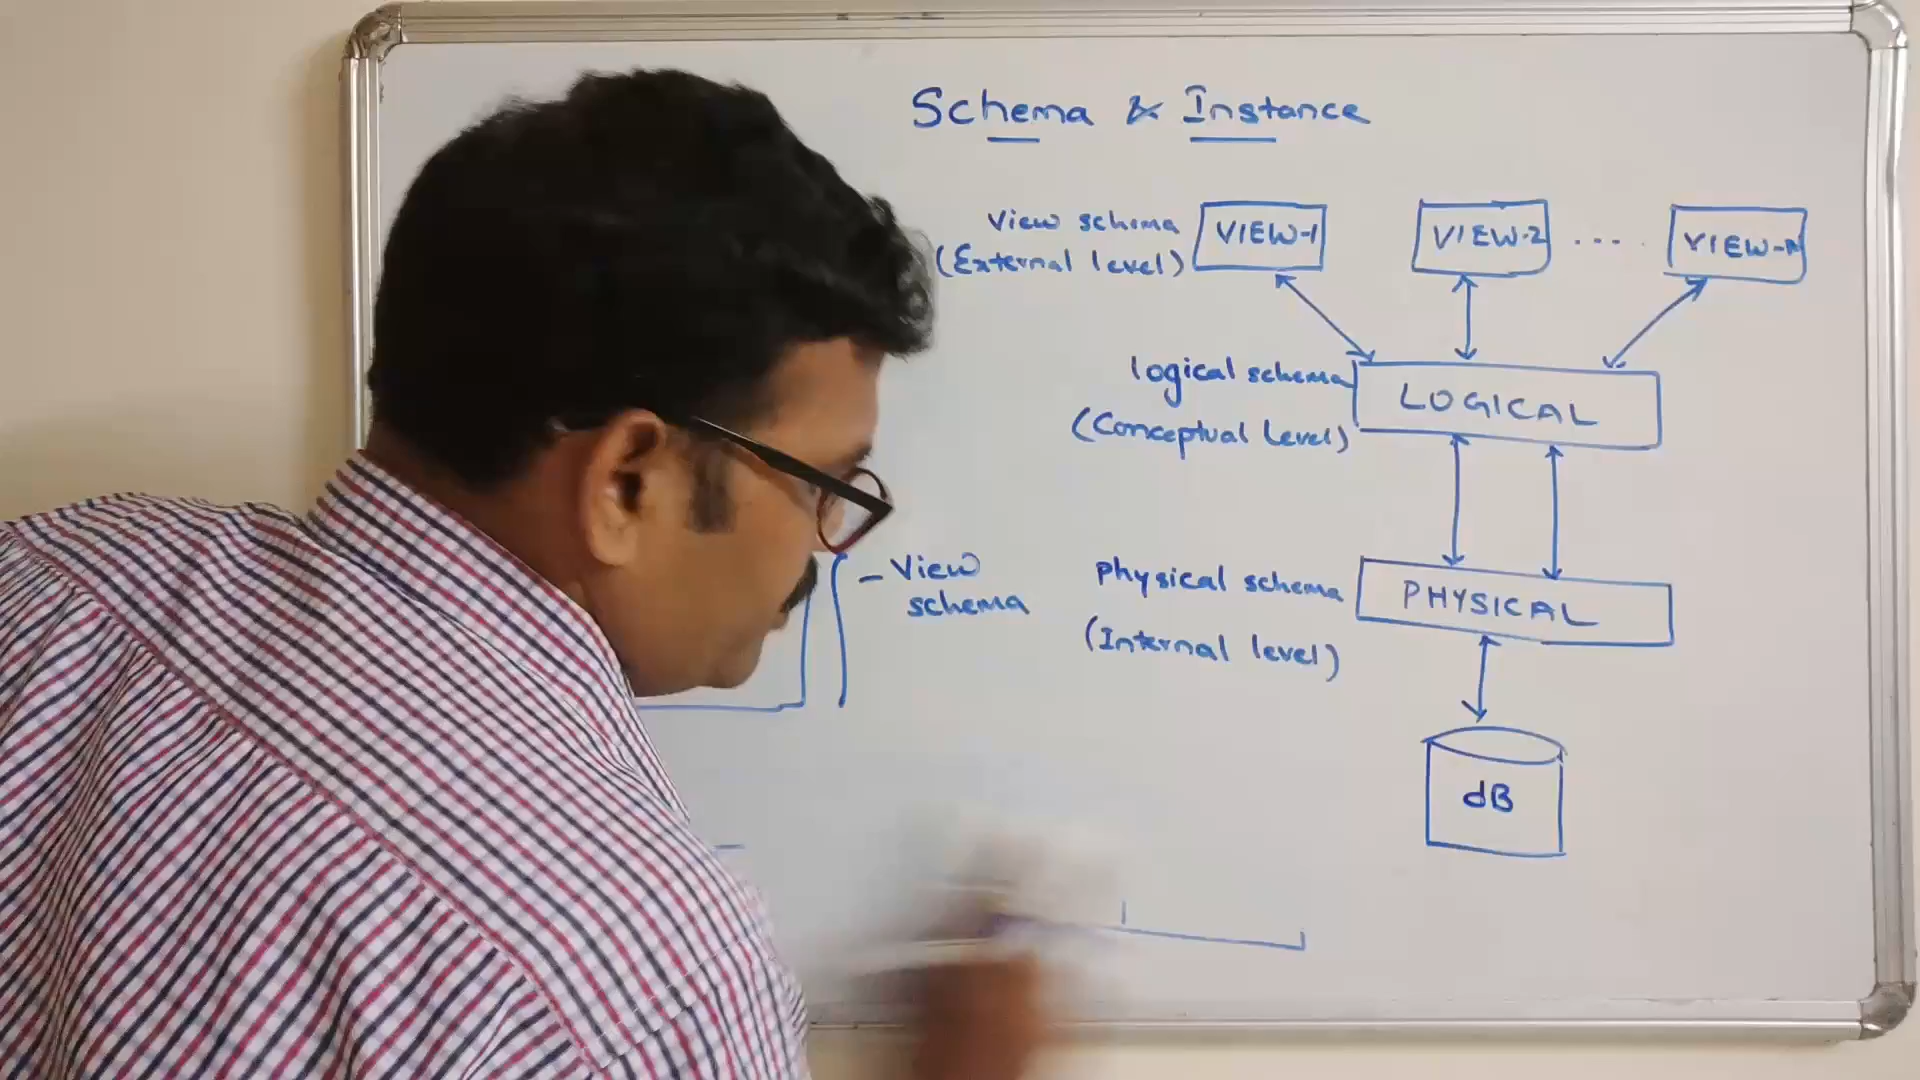 Schema & Instance
View schema
(External level)
VIEW-1
VIEW-2
....
VIEW-n
logical schema
(Conceptual Level)
LOGICAL
- View
schema
physical schema
(Internal level)
PHYSICAL
dB